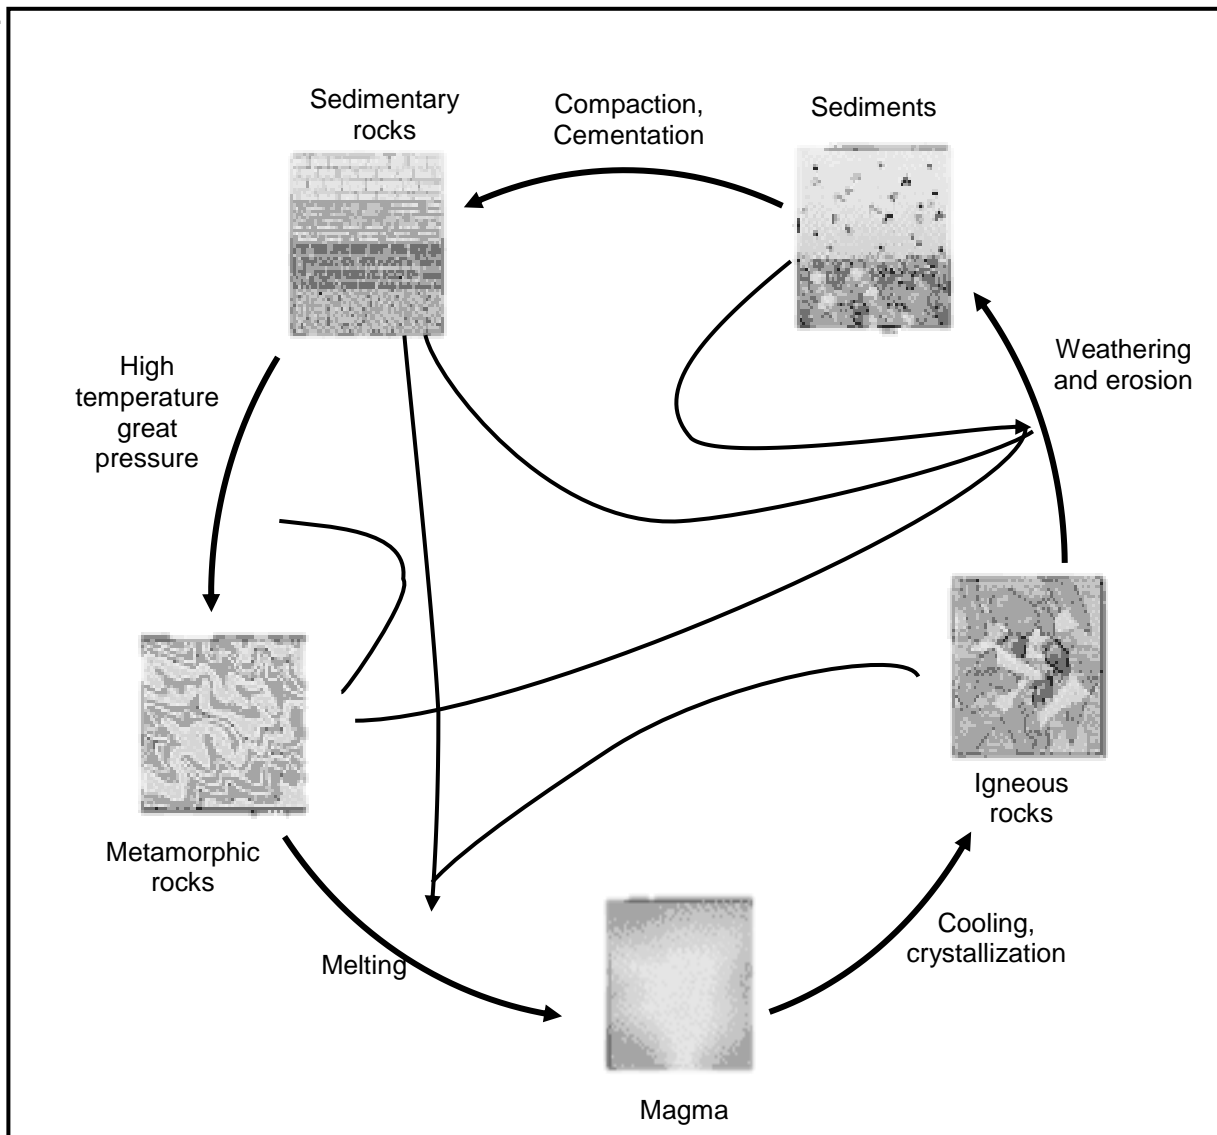 Sedimentary
rocks
Compaction,
Cementation
Sediments
High
temperature
great
pressure
Weathering
and erosion
Metamorphic
rocks
Igneous
rocks
Melting
Cooling,
crystallization
Magma